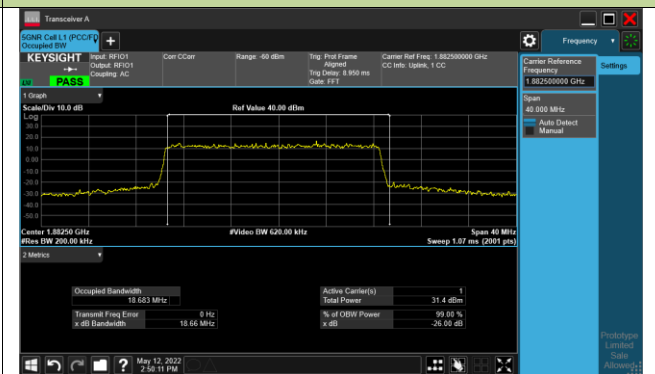 Transceiver A
5GNR Cell L1 (PCC/FD
Occupied BW
Frequency
KEYSIGHT
Input: RFIO1
Output: RFIO1
Coupling: AC
Corr CCorr
Range: -60 dBm
Trig: Prot Frame
Aligned
Trig Delay: 8.950 ms
Gate: FFT
Carrier Ref Freq: 1.882500000 GHz
CC Info: Uplink, 1 CC
PASS
Carrier Reference
Frequency
1.882500000 GHz
Settings
Span
40.000 MHz
Auto Detect
Manual
1 Graph
Scale/Div 10.0 dB
Ref Value 40.00 dBm
Log
30.0
20.0
10.0
0.00
-10.0
-20.0
-30.0
-40.0
-50.0
Center 1.88250 GHz
#Video BW 620.00 kHz
Span 40 MHz
#Res BW 200.00 kHz
Sweep 1.07 ms (2001 pts)
2 Metrics
Occupied Bandwidth
18.683 MHz
Active Carrier(s) 1
Total Power 31.4 dBm
Transmit Freq Error 0 Hz
x dB Bandwidth 18.66 MHz
% of OBW Power 99.00 %
x dB -26.00 dB
May 12, 2022
2:50:11 PM
Prototype
Limited
Sale
Allowed